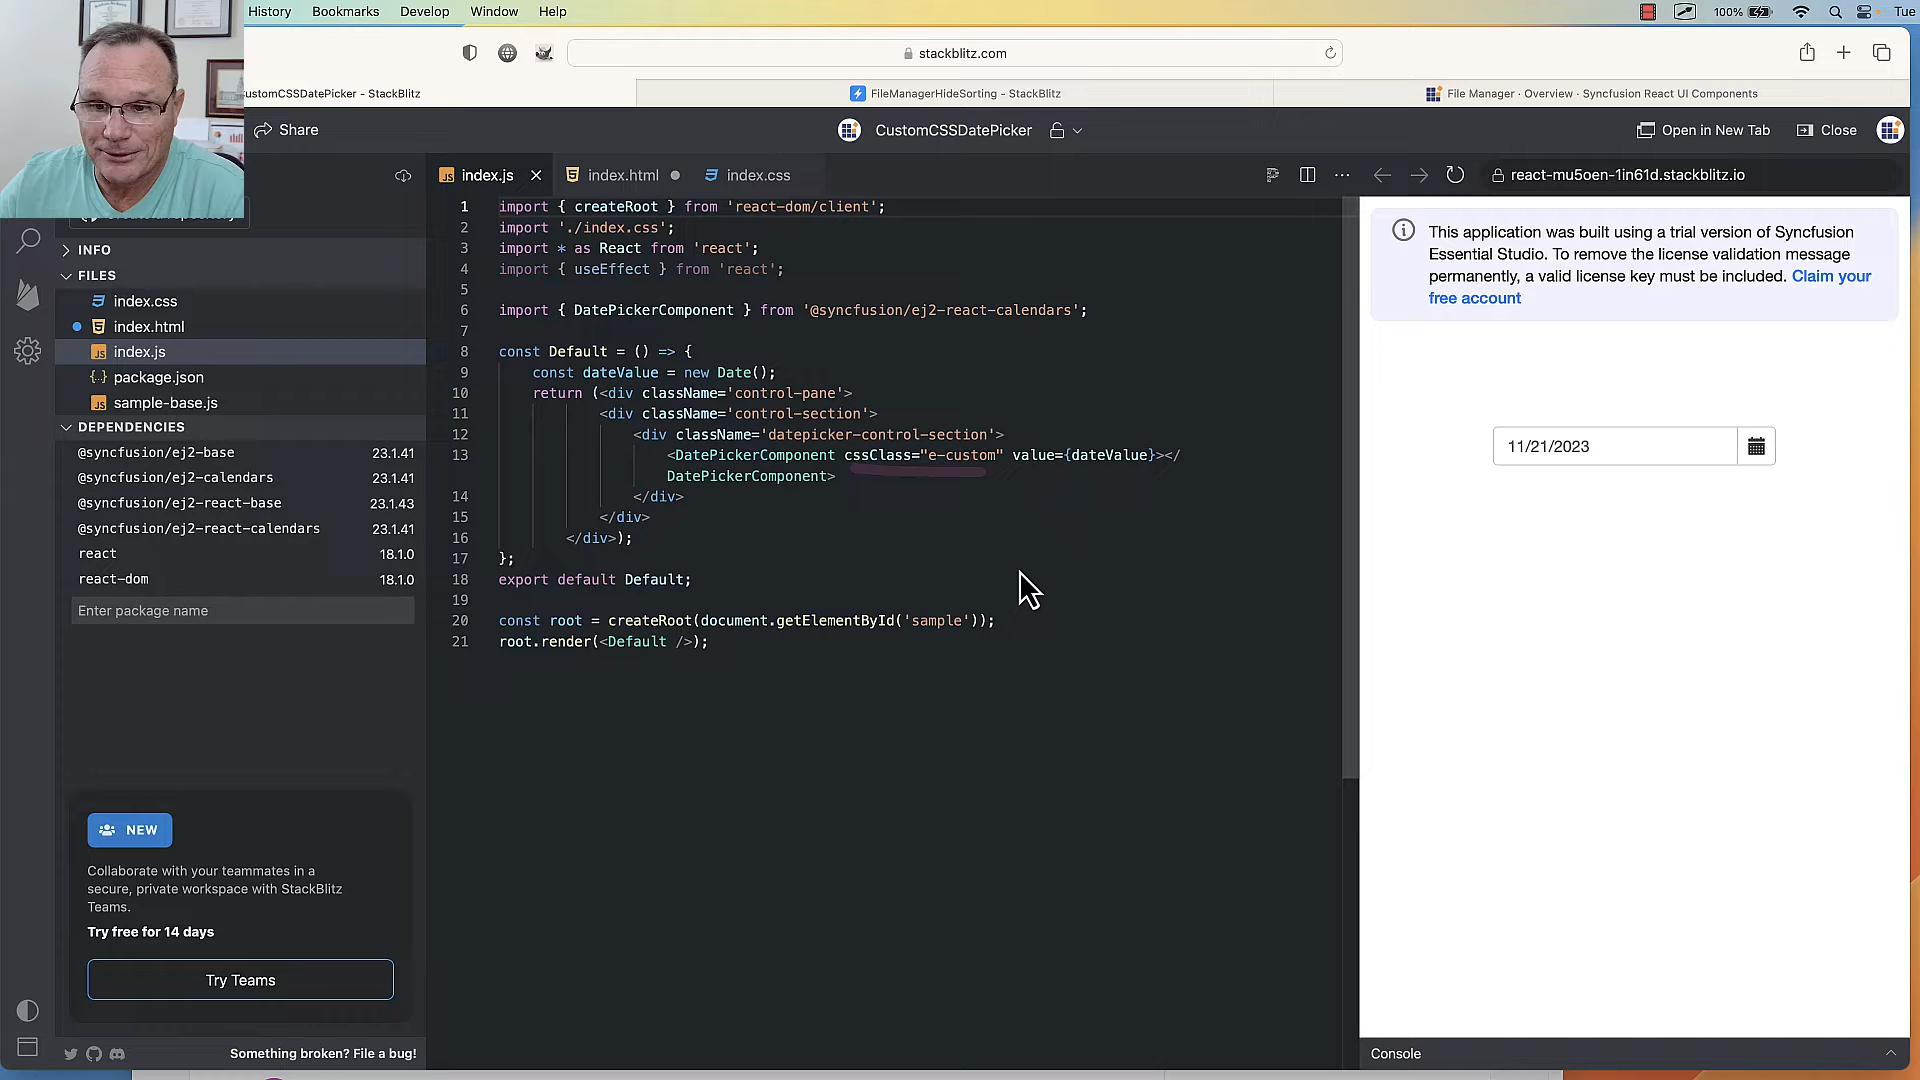 History Bookmarks Develop Window Help
100%
Tue
stackblitz.com
ustomCSSDatePicker - StackBlitz
FileManagerHideSorting - StackBlitz
File Manager · Overview · Syncfusion React UI Components
Share
CustomCSSDatePicker
Open in New Tab
Close
index.js
index.html
index.css
react-mu5oen-1in61d.stackblitz.io
INFO
FILES
index.css
index.html
index.js
package.json
sample-base.js
DEPENDENCIES
@syncfusion/ej2-base 23.1.41
@syncfusion/ej2-calendars 23.1.41
@syncfusion/ej2-react-base 23.1.43
@syncfusion/ej2-react-calendars 23.1.41
react 18.1.0
react-dom 18.1.0
Enter package name
NEW
Collaborate with your teammates in a
secure, private workspace with StackBlitz
Teams.
Try free for 14 days
Try Teams
Something broken? File a bug!
1 import { createRoot } from 'react-dom/client';
2 import './index.css';
3 import * as React from 'react';
4 import { useEffect } from 'react';
5
6 import { DatePickerComponent } from '@syncfusion/ej2-react-calendars';
7
8 const Default = () => {
9 const dateValue = new Date();
10 return (<div className='control-pane'>
11 <div className='control-section'>
12 <div className='datepicker-control-section'>
13 <DatePickerComponent cssClass="e-custom" value={dateValue}></
DatePickerComponent>
14 </div>
15 </div>
16 </div>);
17 };
18 export default Default;
19
20 const root = createRoot(document.getElementById('sample'));
21 root.render(<Default />);
This application was built using a trial version of Syncfusion
Essential Studio. To remove the license validation message
permanently, a valid license key must be included. Claim your
free account
11/21/2023
Console